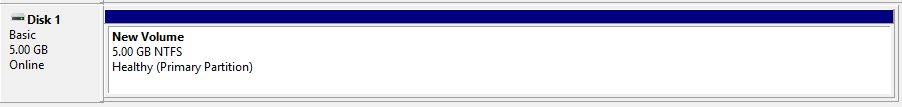 Disk 1
Basic
5.00 GB
Online
New Volume
5.00 GB NTFS
Healthy (Primary Partition)